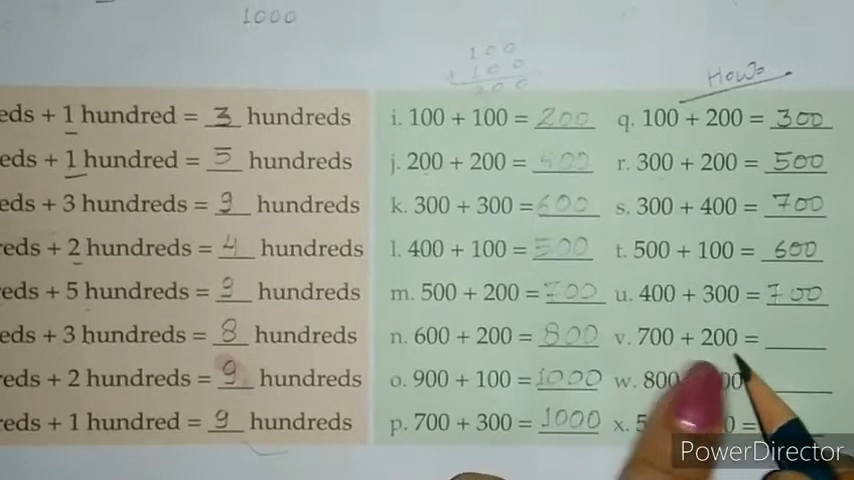 1000
100
+ 100
200
How?
eds + 1 hundred = 3 hundreds
eds + 1 hundred = 5 hundreds
eds + 3 hundreds = 9 hundreds
reds + 2 hundreds = 4 hundreds
eds + 5 hundreds = 9 hundreds
eds + 3 hundreds = 8 hundreds
reds + 2 hundreds = 9 hundreds
reds + 1 hundred = 9 hundreds
i. 100 + 100 = 200
j. 200 + 200 = 400
k. 300 + 300 = 600
l. 400 + 100 = 500
m. 500 + 200 = 700
n. 600 + 200 = 800
o. 900 + 100 = 1000
p. 700 + 300 = 1000
q. 100 + 200 = 300
r. 300 + 200 = 500
s. 300 + 400 = 700
t. 500 + 100 = 600
u. 400 + 300 = 700
v. 700 + 200 = ___
w. 800
x.
PowerDirector